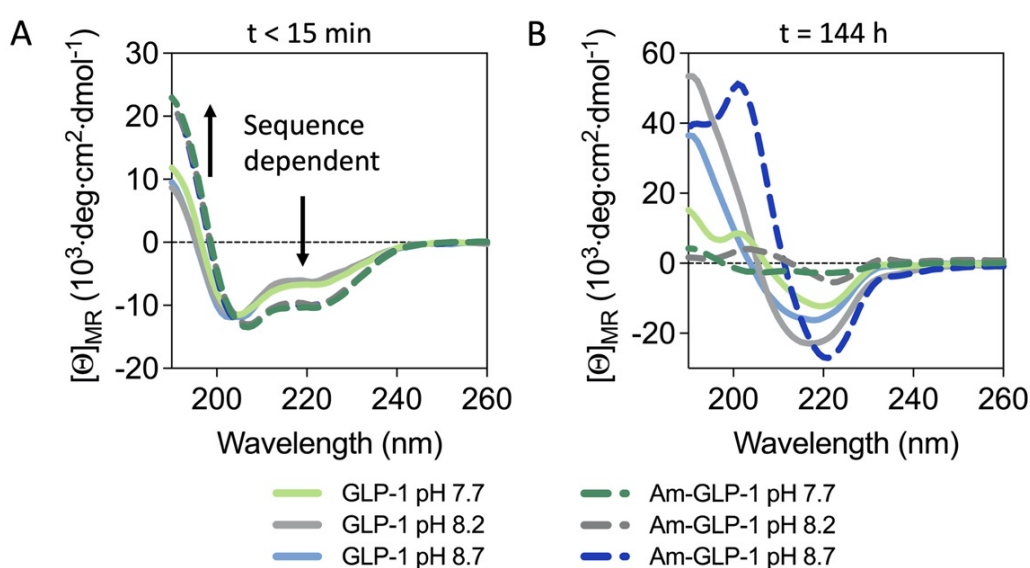 A
t < 15 min
[Θ]MR (10³·deg·cm²·dmol⁻¹)
30
20
10
0
-10
-20
Sequence
dependent
200
220
240
260
Wavelength (nm)
B
t = 144 h
[Θ]MR (10³·deg·cm²·dmol⁻¹)
60
40
20
0
-20
200
220
240
260
Wavelength (nm)
GLP-1 pH 7.7
GLP-1 pH 8.2
GLP-1 pH 8.7
Am-GLP-1 pH 7.7
Am-GLP-1 pH 8.2
Am-GLP-1 pH 8.7